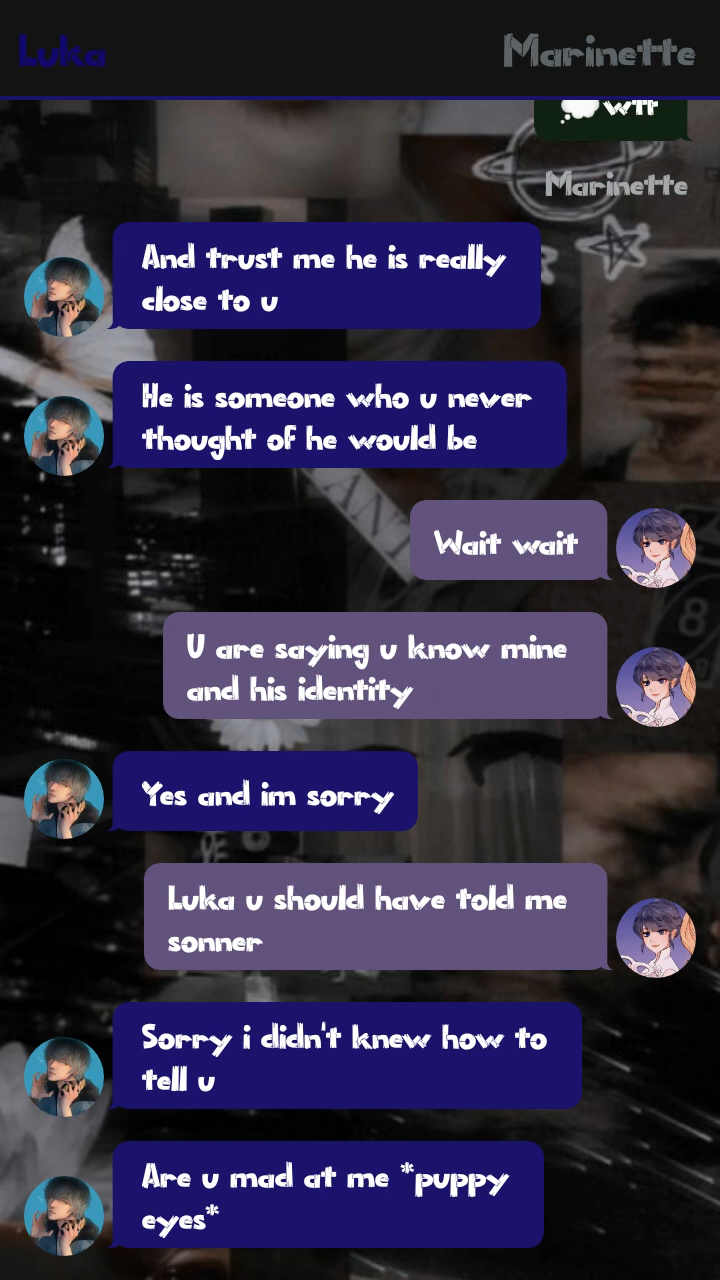 Luka
Marinette
wtf
Marinette
And trust me he is really
close to u
He is someone who u never
thought of he would be
Wait wait
U are saying u know mine
and his identity
Yes and im sorry
Luka u should have told me
sonner
Sorry i didn't knew how to
tell u
Are u mad at me *puppy
eyes*